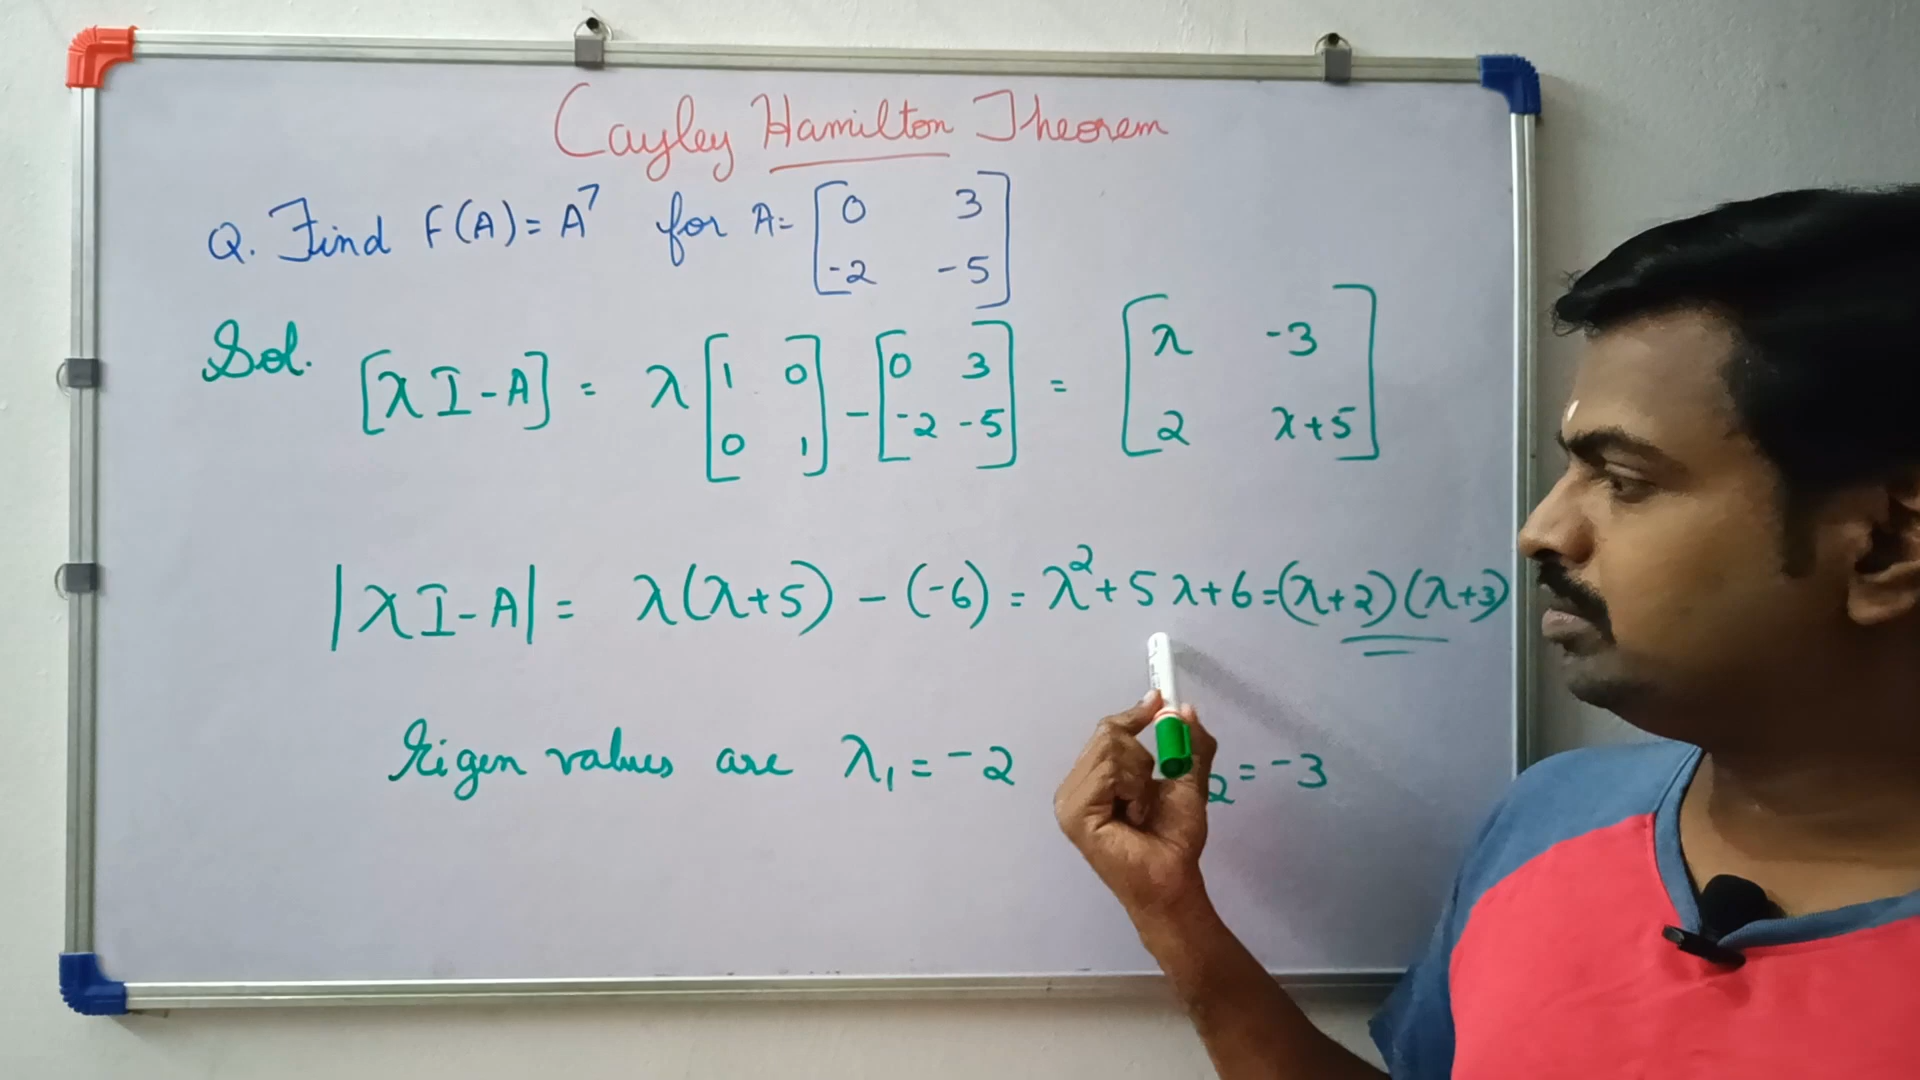 Cayley Hamilton Theorem
Q. Find F(A) = A⁷ for A = [0 3; -2 -5]
Sol. [λI-A] = λ[1 0; 0 1] - [0 3; -2 -5] = [λ -3; 2 λ+5]
|λI-A| = λ(λ+5) - (-6) = λ²+5λ+6 = (λ+2)(λ+3)
Eigen values are λ₁ = -2 ₂ = -3